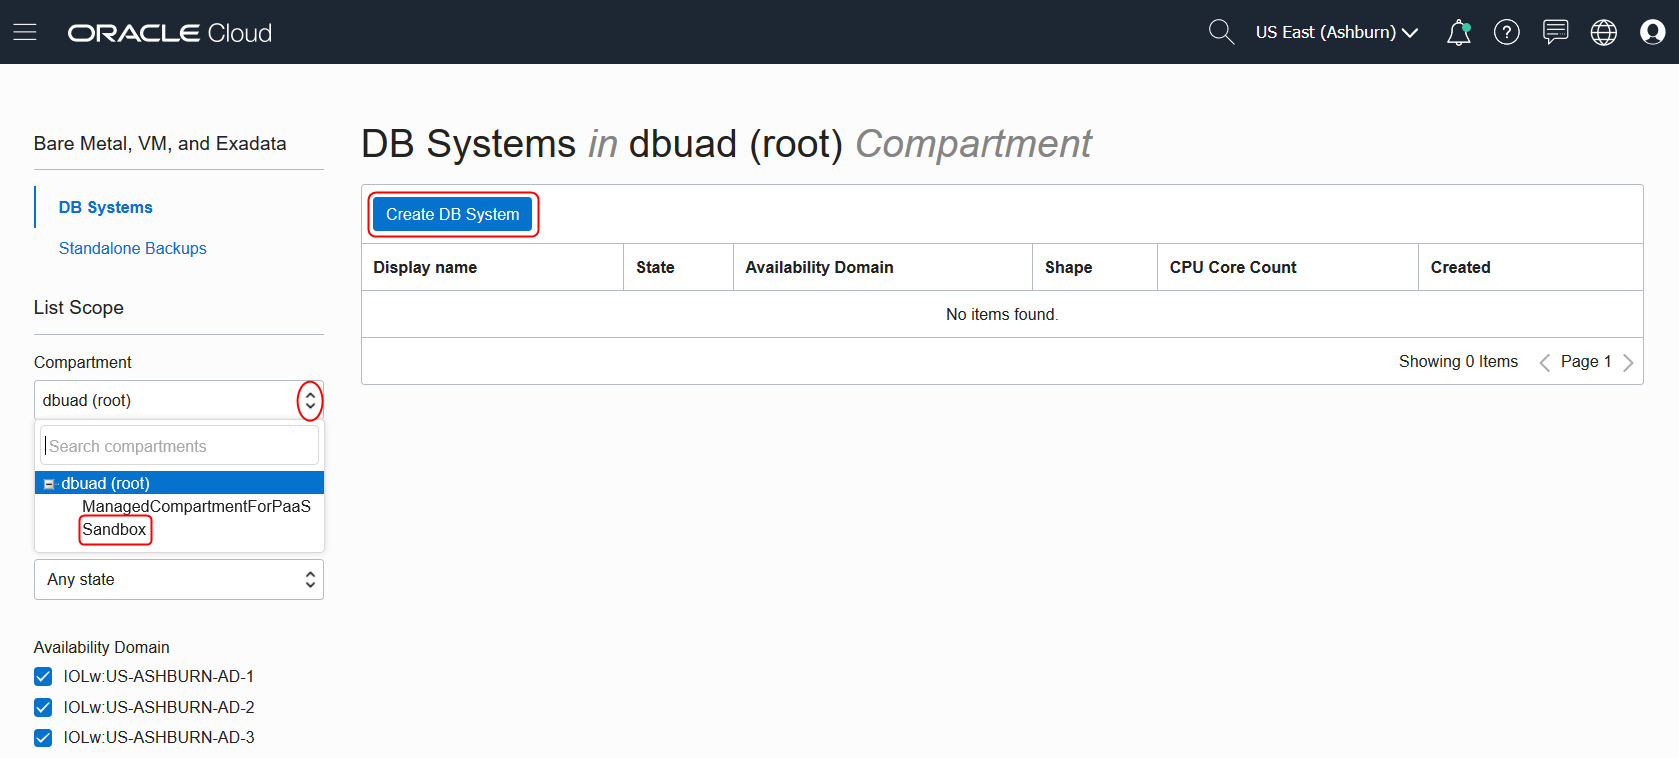 ORACLE Cloud
US East (Ashburn)
Bare Metal, VM, and Exadata
DB Systems
Standalone Backups
List Scope
Compartment
dbuad (root)
Search compartments
dbuad (root)
ManagedCompartmentForPaaS
Sandbox
Any state
Availability Domain
IOLw:US-ASHBURN-AD-1
IOLw:US-ASHBURN-AD-2
IOLw:US-ASHBURN-AD-3
DB Systems in dbuad (root) Compartment
Create DB System
Display name State Availability Domain Shape CPU Core Count Created
No items found.
Showing 0 Items Page 1